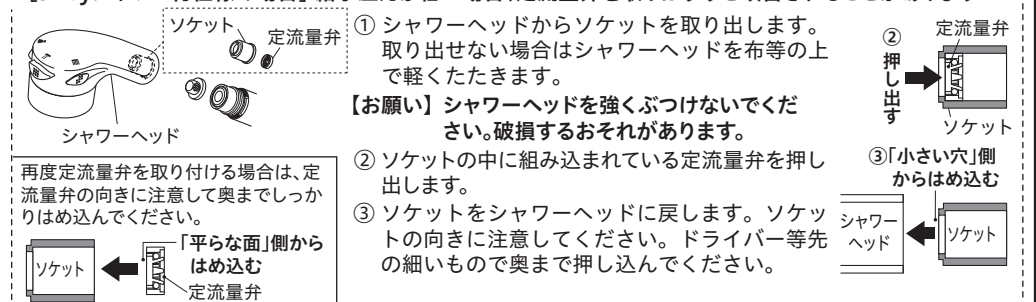 ソケット
定流量弁
シャワーヘッド
① シャワーヘッドからソケットを取り出します。
取り出せない場合はシャワーヘッドを布等の上
で軽くたたきます。
【お願い】シャワーヘッドを強くぶつけないでくだ
さい。破損するおそれがあります。
② ソケットの中に組み込まれている定流量弁を押し
出します。
③ ソケットをシャワーヘッドに戻します。ソケッ
トの向きに注意してください。ドライバー等先
の細いもので奥まで押し込んでください。
再度定流量弁を取り付ける場合は、定
流量弁の向きに注意して奥までしっか
りはめ込んでください。
ソケット
「平らな面」側から
はめ込む
定流量弁
②
押し出す
定流量弁
ソケット
③「小さい穴」側
からはめ込む
シャワー
ヘッド
ソケット